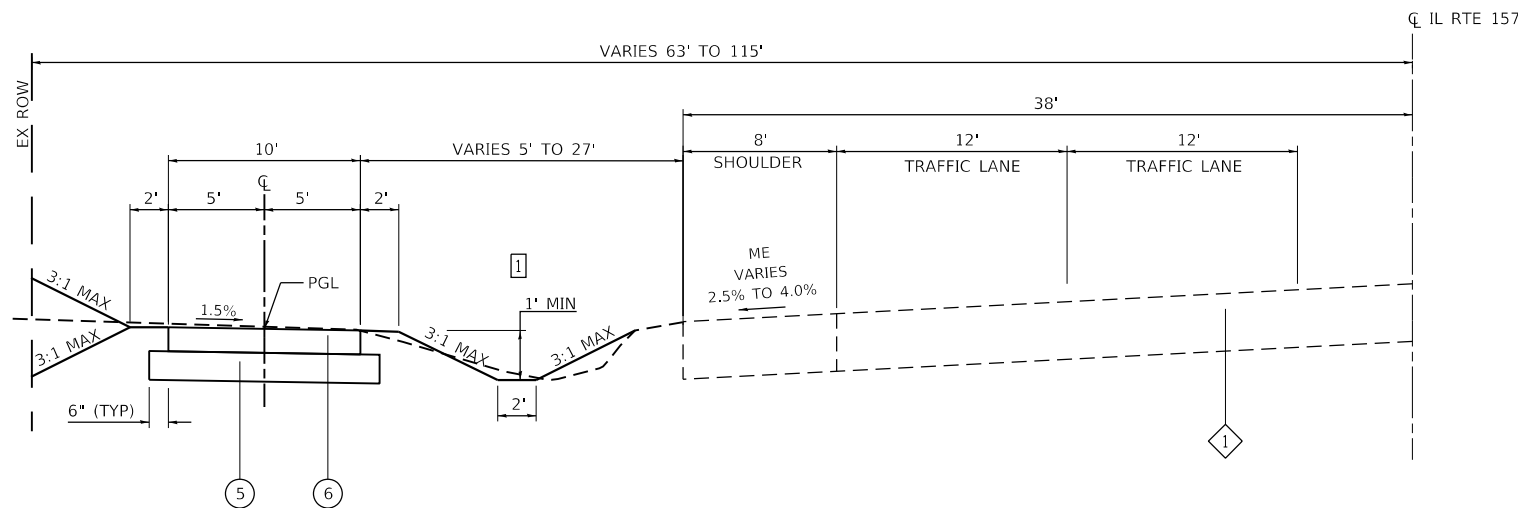 ℄ IL RTE 157
VARIES 63' TO 115'
EX ROW
38'
10'
VARIES 5' TO 27'
8'
SHOULDER
12'
TRAFFIC LANE
12'
TRAFFIC LANE
℄
2'
5'
5'
2'
ME
VARIES
2.5% TO 4.0%
1
3:1 MAX
PGL
1' MIN
1.5%
3:1 MAX
3:1 MAX
3:1 MAX
6" (TYP)
2'
1
5
6